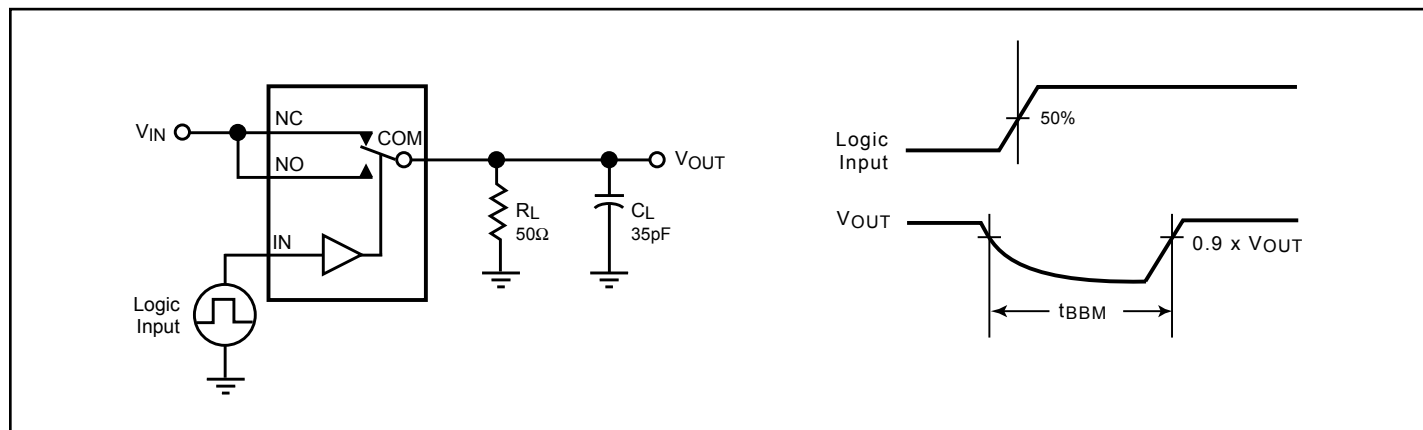 VIN
NC
NO
COM
IN
VOUT
RL
50Ω
CL
35pF
Logic
Input
50%
Logic
Input
VOUT
0.9 x VOUT
tBBM